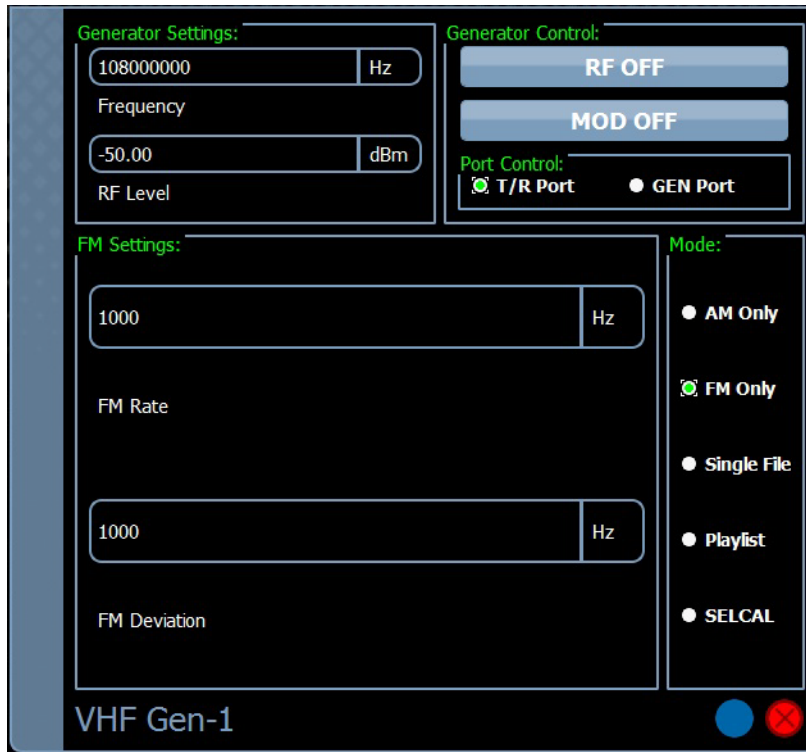 Generator Settings:
108000000 Hz
Frequency
-50.00 dBm
RF Level
Generator Control:
RF OFF
MOD OFF
Port Control:
T/R Port GEN Port
FM Settings:
1000 Hz
FM Rate
1000 Hz
FM Deviation
Mode:
AM Only
FM Only
Single File
Playlist
SELCAL
VHF Gen-1